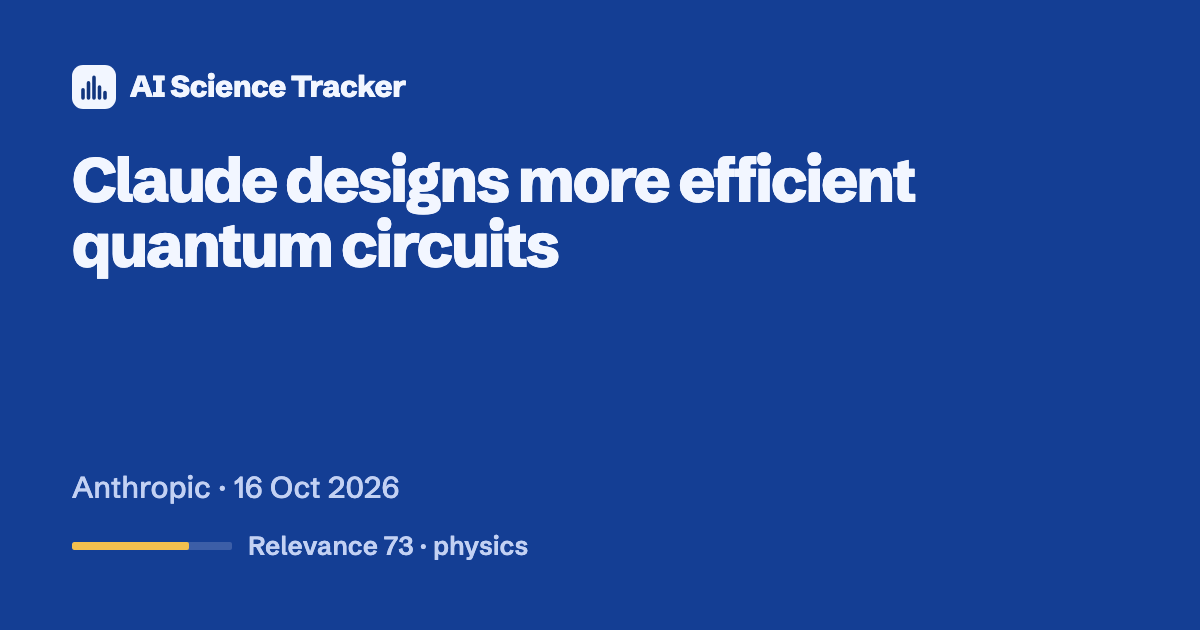 AI Science Tracker
Claude designs more efficient
quantum circuits
Anthropic · 16 Oct 2026
Relevance 73 · physics